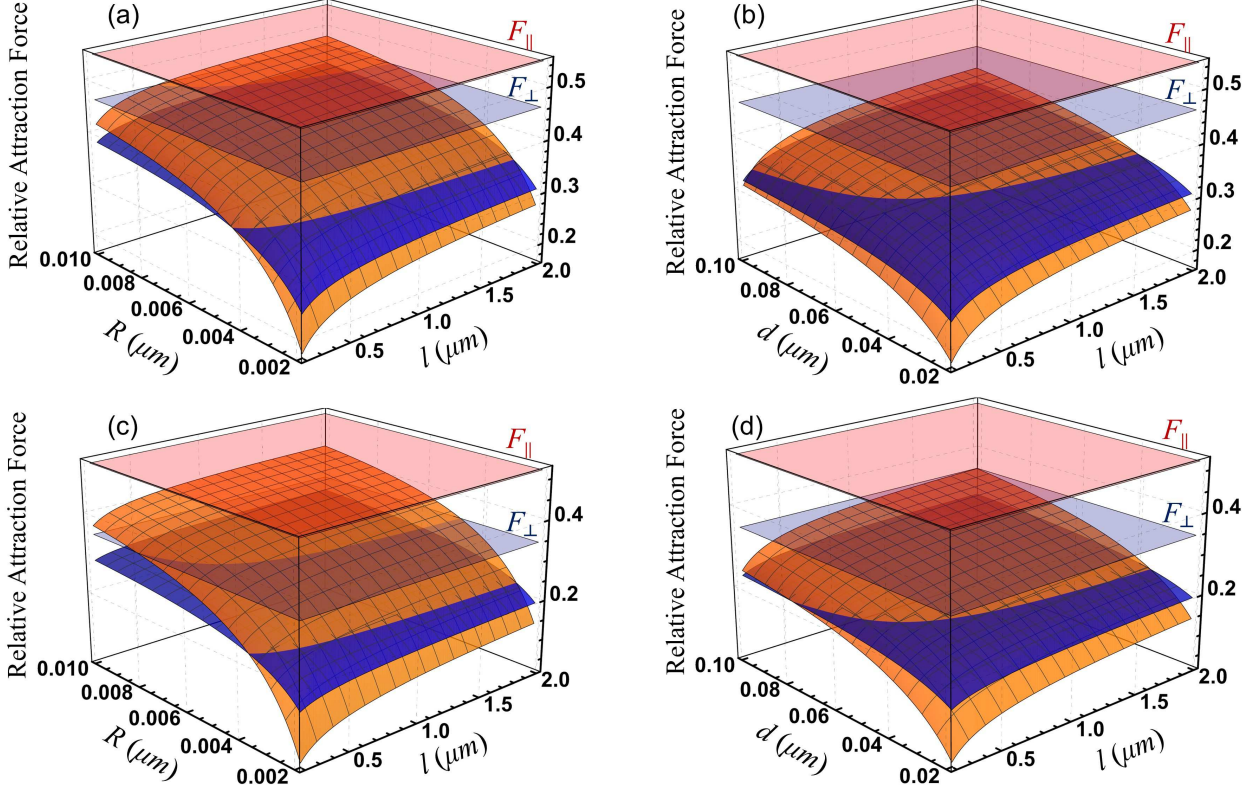 (a)
Relative Attraction Force
F∥
F⊥
0.5
0.4
0.3
0.2
0.010
0.008
0.006
0.004
0.002
R (μm)
0.5
1.0
1.5
2.0
l (μm)
(b)
Relative Attraction Force
F∥
F⊥
0.5
0.4
0.3
0.2
0.10
0.08
0.06
0.04
0.02
d (μm)
0.5
1.0
1.5
2.0
l (μm)
(c)
Relative Attraction Force
F∥
F⊥
0.4
0.2
0.010
0.008
0.006
0.004
0.002
R (μm)
0.5
1.0
1.5
2.0
l (μm)
(d)
Relative Attraction Force
F∥
F⊥
0.4
0.2
0.10
0.08
0.06
0.04
0.02
d (μm)
0.5
1.0
1.5
2.0
l (μm)